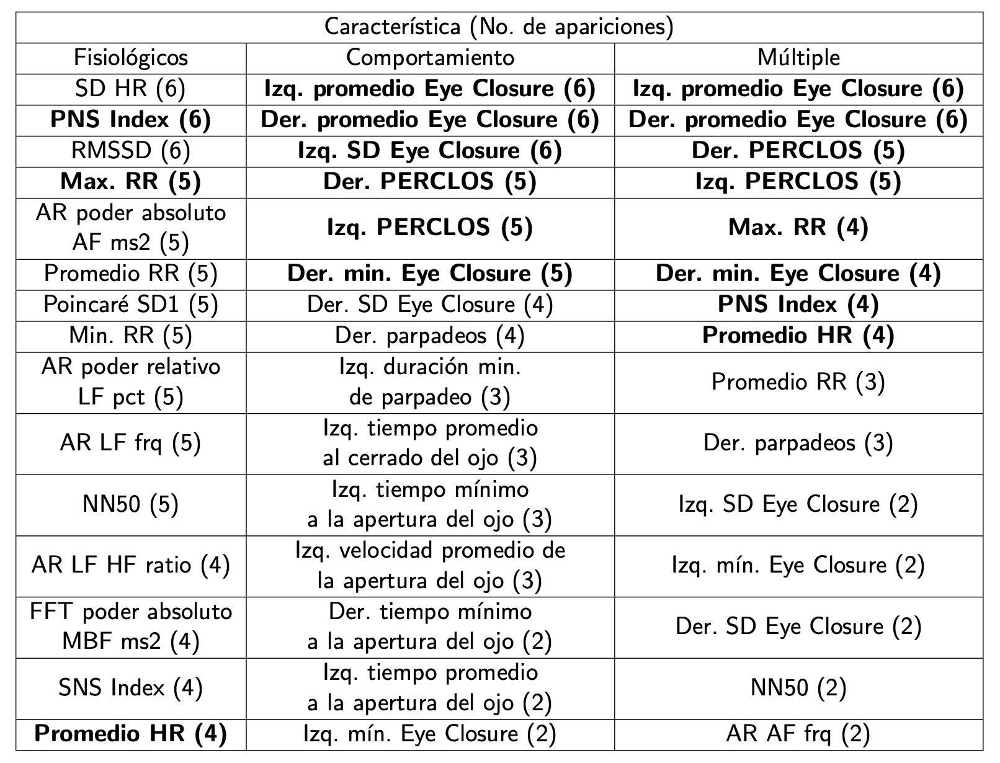 Característica (No. de apariciones)
Fisiológicos
Comportamiento
Múltiple
SD HR (6)
Izq. promedio Eye Closure (6)
Izq. promedio Eye Closure (6)
PNS Index (6)
Der. promedio Eye Closure (6)
Der. promedio Eye Closure (6)
RMSSD (6)
Izq. SD Eye Closure (6)
Der. PERCLOS (5)
Max. RR (5)
Der. PERCLOS (5)
Izq. PERCLOS (5)
AR poder absoluto
AF ms2 (5)
Izq. PERCLOS (5)
Max. RR (4)
Promedio RR (5)
Der. min. Eye Closure (5)
Der. min. Eye Closure (4)
Poincaré SD1 (5)
Der. SD Eye Closure (4)
PNS Index (4)
Min. RR (5)
Der. parpadeos (4)
Promedio HR (4)
AR poder relativo
LF pct (5)
Izq. duración min.
de parpadeo (3)
Promedio RR (3)
AR LF frq (5)
Izq. tiempo promedio
al cerrado del ojo (3)
Der. parpadeos (3)
NN50 (5)
Izq. tiempo mínimo
a la apertura del ojo (3)
Izq. SD Eye Closure (2)
AR LF HF ratio (4)
Izq. velocidad promedio de
la apertura del ojo (3)
Izq. mín. Eye Closure (2)
FFT poder absoluto
MBF ms2 (4)
Der. tiempo mínimo
a la apertura del ojo (2)
Der. SD Eye Closure (2)
SNS Index (4)
Izq. tiempo promedio
a la apertura del ojo (2)
NN50 (2)
Promedio HR (4)
Izq. mín. Eye Closure (2)
AR AF frq (2)